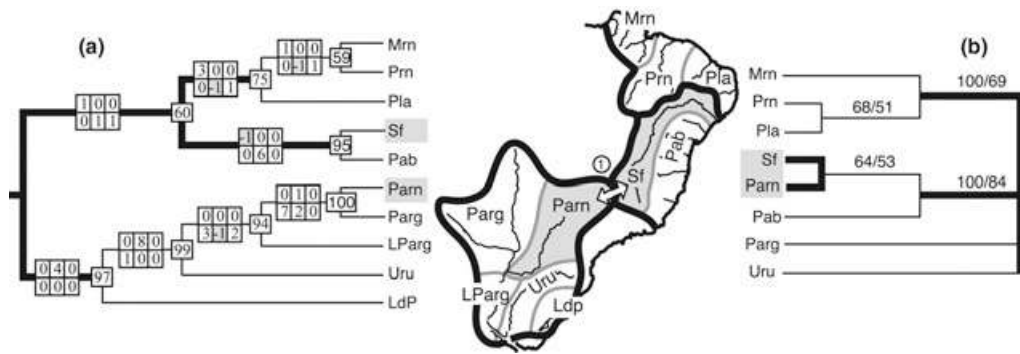 (a)
1 0 0
0 -1 1
59
Mrn
Prn
3 0 0
0 -1 1
75
Pla
1 0 0
0 1 1
60
-1 0 0
0 6 0
95
Sf
Pab
0 1 0
7 2 0
100
Parn
Parg
0 0 0
3 -1 2
94
LParg
0 8 0
1 0 0
99
Uru
0 4 0
0 0 0
97
LdP
Mrn
Prn
Pla
Pab
1
Sf
Parg
Parn
LParg
Uru
Ldp
(b)
Mrn
100/69
Prn
68/51
Pla
Sf
64/53
Parn
100/84
Pab
Parg
Uru